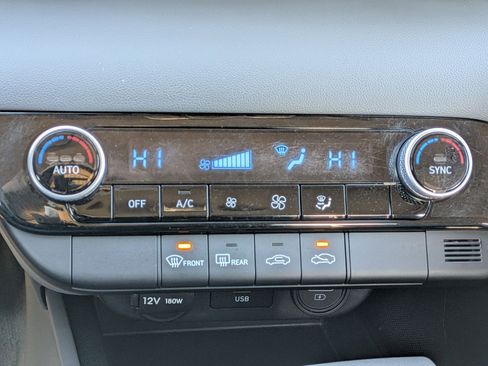 AUTO HI HI SYNC
OFF A/C
FRONT REAR
12V 180W USB